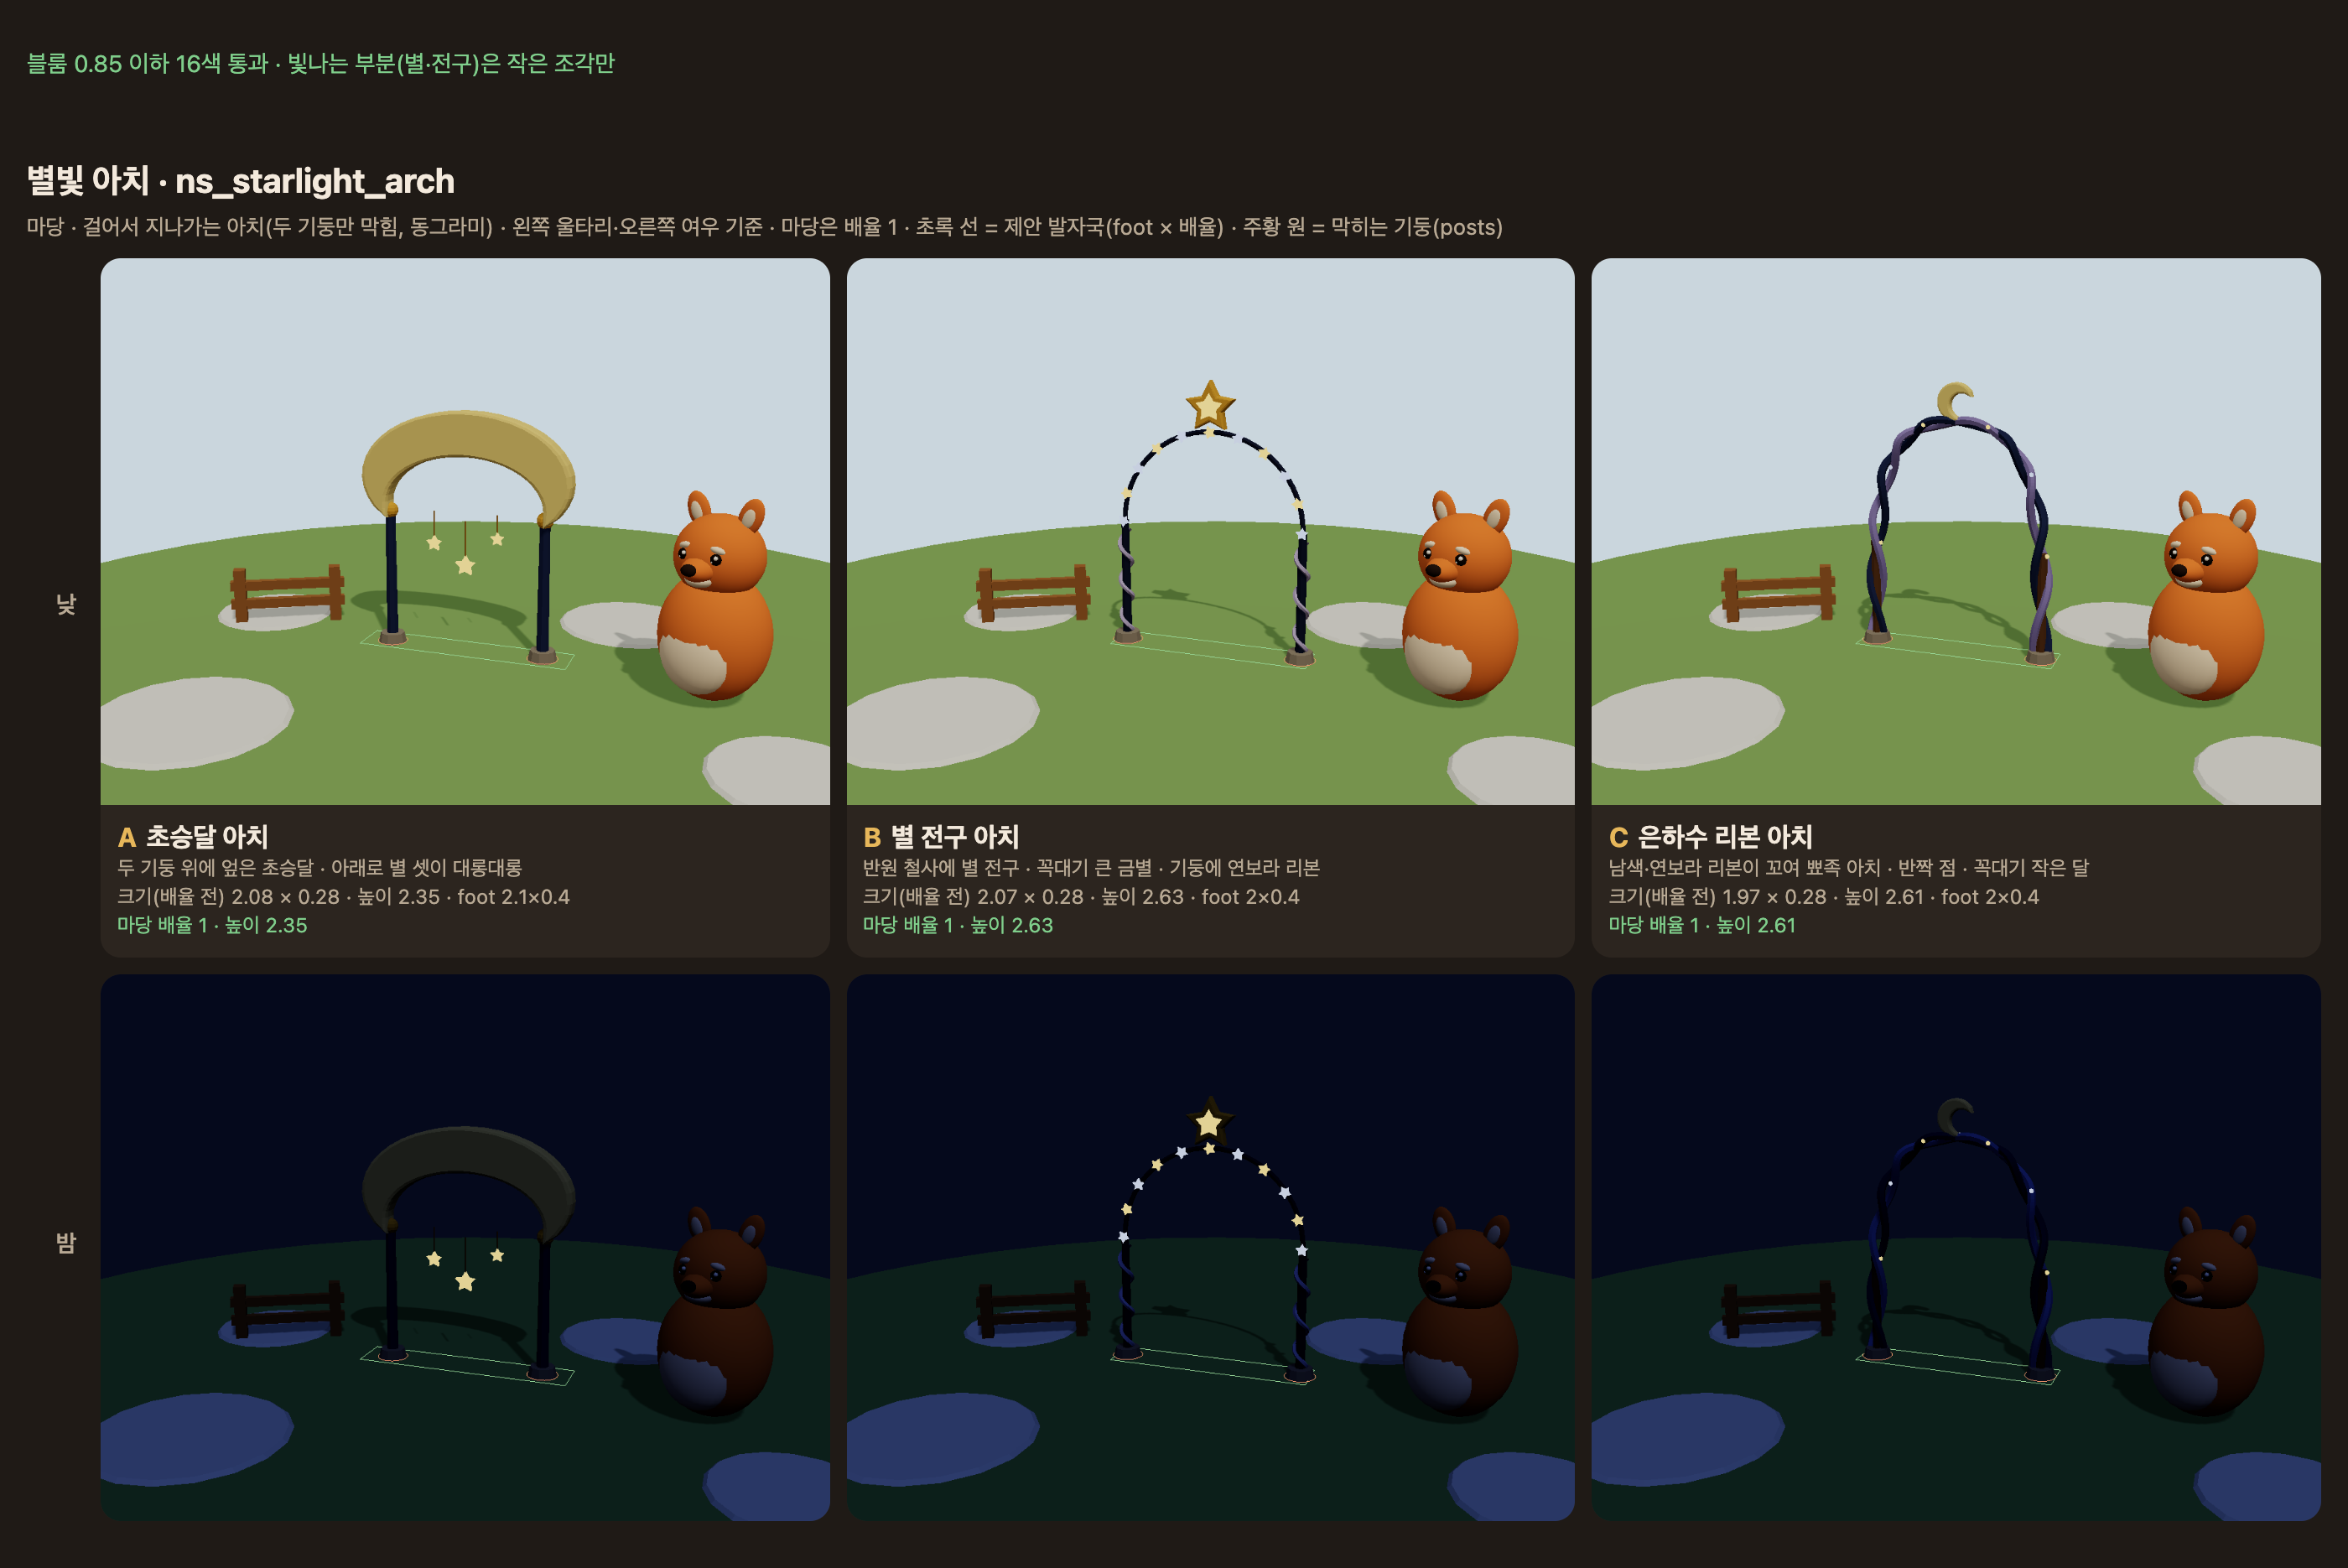 블룸 0.85 이하 16색 통과 · 빛나는 부분(별·전구)은 작은 조각만
별빛 아치 · ns_starlight_arch
마당 · 걸어서 지나가는 아치(두 기둥만 막힘, 동그라미) · 왼쪽 울타리·오른쪽 여우 기준 · 마당은 배율 1 · 초록 선 = 제안 발자국(foot × 배율) · 주황 원 = 막히는 기둥(posts)
낮
A 초승달 아치
두 기둥 위에 엎은 초승달 · 아래로 별 셋이 대롱대롱
크기(배율 전) 2.08 × 0.28 · 높이 2.35 · foot 2.1×0.4
마당 배율 1 · 높이 2.35
B 별 전구 아치
반원 철사에 별 전구 · 꼭대기 큰 금별 · 기둥에 연보라 리본
크기(배율 전) 2.07 × 0.28 · 높이 2.63 · foot 2×0.4
마당 배율 1 · 높이 2.63
C 은하수 리본 아치
남색·연보라 리본이 꼬여 뾰족 아치 · 반짝 점 · 꼭대기 작은 달
크기(배율 전) 1.97 × 0.28 · 높이 2.61 · foot 2×0.4
마당 배율 1 · 높이 2.61
밤